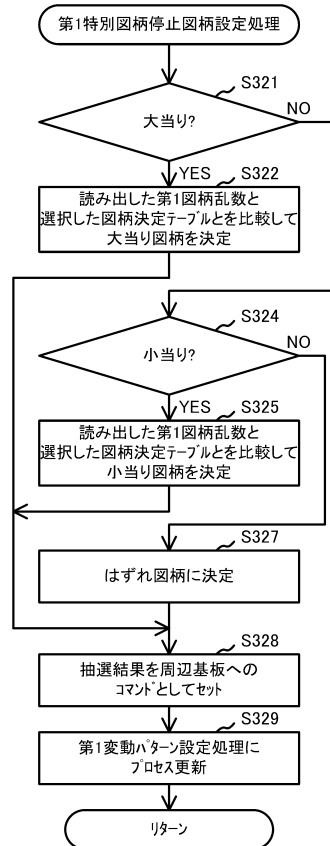 第1特別図柄停止図柄設定処理
S321
大当り?
NO
YES
S322
読み出した第1図柄乱数と
選択した図柄決定テーブルとを比較して
大当り図柄を決定
S324
小当り?
NO
YES
S325
読み出した第1図柄乱数と
選択した図柄決定テーブルとを比較して
小当り図柄を決定
S327
はずれ図柄に決定
S328
抽選結果を周辺基板への
コマンドとしてセット
S329
第1変動パターン設定処理に
プロセス更新
リターン